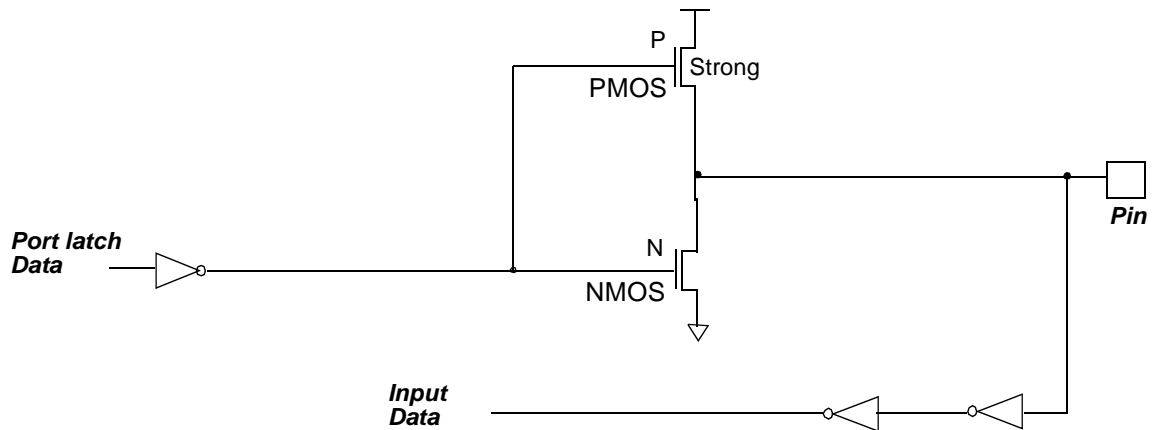 P
Strong
PMOS
Pin
Port latch
Data
N
NMOS
Input
Data